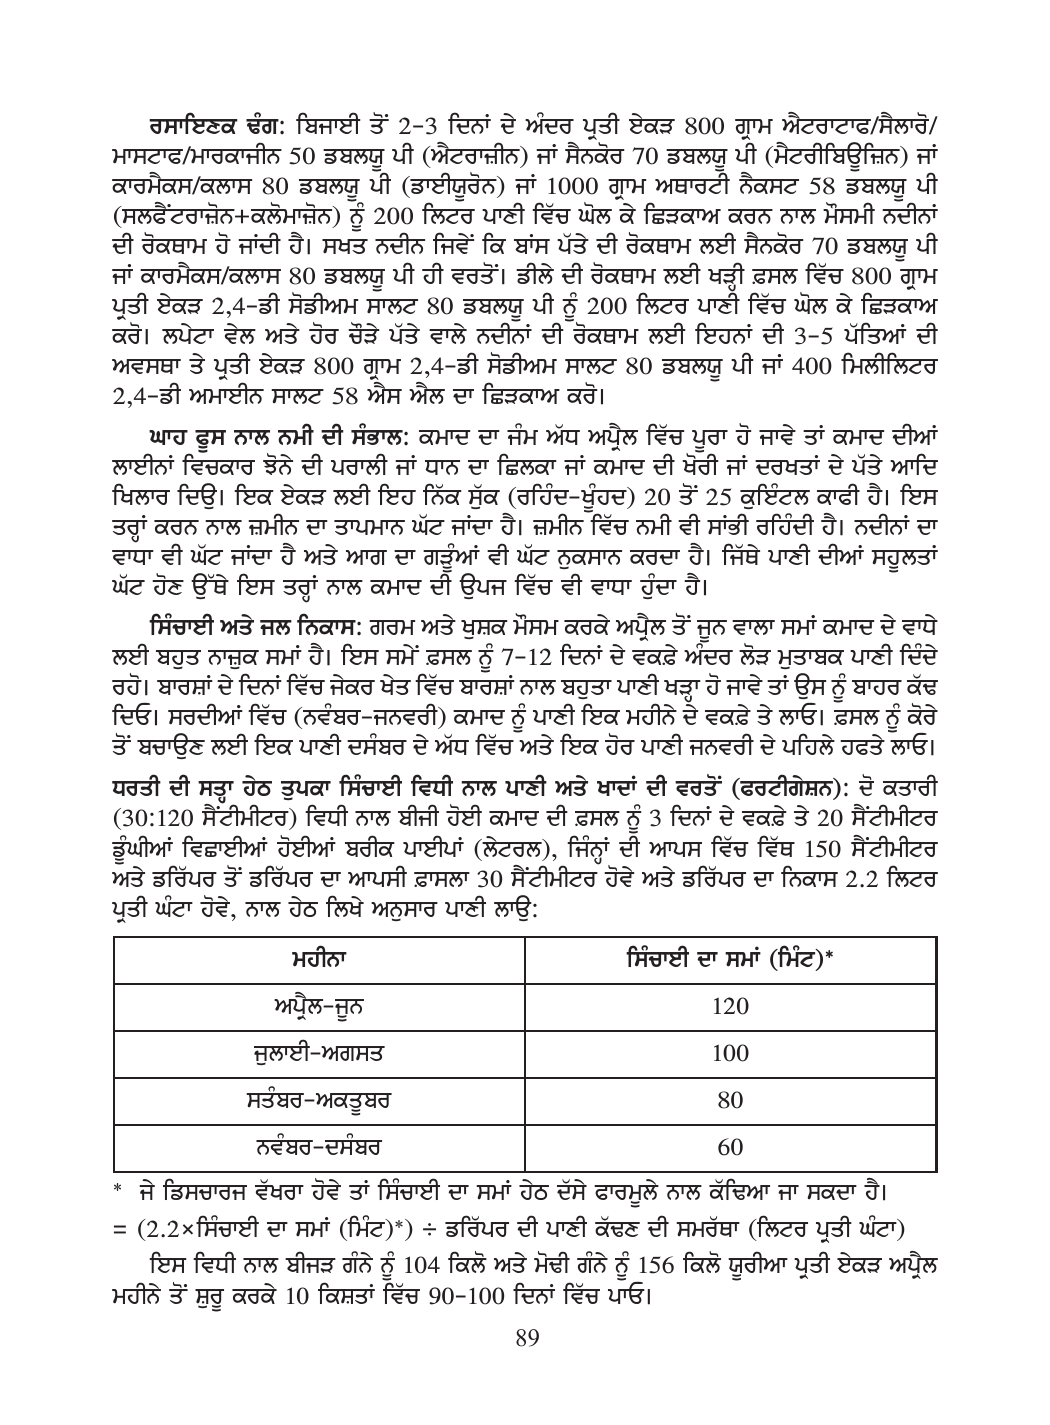 ਰਸਾਇਣਕ ਢੰਗ: ਬਿਜਾਈ ਤੋਂ 2-3 ਦਿਨਾਂ ਦੇ ਅੰਦਰ ਪ੍ਰਤੀ ਏਕੜ 800 ਗ੍ਰਾਮ ਐਟਰਾਟਾਫ/ਸੈਲਾਰੋ/
ਮਾਸਟਾਫ/ਮਾਰਕਾਜੀਨ 50 ਡਬਲਯੂ ਪੀ (ਐਟਰਾਜ਼ੀਨ) ਜਾਂ ਸੈਨਕੋਰ 70 ਡਬਲਯੂ ਪੀ (ਮੈਟਰੀਬਿਊਜ਼ਿਨ) ਜਾਂ
ਕਾਰਮੈਕਸ/ਕਲਾਸ 80 ਡਬਲਯੂ ਪੀ (ਡਾਈਯੂਰੋਨ) ਜਾਂ 1000 ਗ੍ਰਾਮ ਅਥਾਰਟੀ ਨੈਕਸਟ 58 ਡਬਲਯੂ ਪੀ
(ਸਲਫੈਂਟਰਾਜ਼ੋਨ+ਕਲੋਮਾਜ਼ੋਨ) ਨੂੰ 200 ਲਿਟਰ ਪਾਣੀ ਵਿੱਚ ਘੋਲ ਕੇ ਛਿੜਕਾਅ ਕਰਨ ਨਾਲ ਮੌਸਮੀ ਨਦੀਨਾਂ
ਦੀ ਰੋਕਥਾਮ ਹੋ ਜਾਂਦੀ ਹੈ। ਸਖਤ ਨਦੀਨ ਜਿਵੇਂ ਕਿ ਬਾਂਸ ਪੱਤੇ ਦੀ ਰੋਕਥਾਮ ਲਈ ਸੈਨਕੋਰ 70 ਡਬਲਯੂ ਪੀ
ਜਾਂ ਕਾਰਮੈਕਸ/ਕਲਾਸ 80 ਡਬਲਯੂ ਪੀ ਹੀ ਵਰਤੋਂ। ਡੀਲੇ ਦੀ ਰੋਕਥਾਮ ਲਈ ਖੜ੍ਹੀ ਫ਼ਸਲ ਵਿੱਚ 800 ਗ੍ਰਾਮ
ਪ੍ਰਤੀ ਏਕੜ 2,4-ਡੀ ਸੋਡੀਅਮ ਸਾਲਟ 80 ਡਬਲਯੂ ਪੀ ਨੂੰ 200 ਲਿਟਰ ਪਾਣੀ ਵਿੱਚ ਘੋਲ ਕੇ ਛਿੜਕਾਅ
ਕਰੋ। ਲਪੇਟਾ ਵੇਲ ਅਤੇ ਹੋਰ ਚੌੜੇ ਪੱਤੇ ਵਾਲੇ ਨਦੀਨਾਂ ਦੀ ਰੋਕਥਾਮ ਲਈ ਇਹਨਾਂ ਦੀ 3-5 ਪੱਤਿਆਂ ਦੀ
ਅਵਸਥਾ ਤੇ ਪ੍ਰਤੀ ਏਕੜ 800 ਗ੍ਰਾਮ 2,4-ਡੀ ਸੋਡੀਅਮ ਸਾਲਟ 80 ਡਬਲਯੂ ਪੀ ਜਾਂ 400 ਮਿਲੀਲਿਟਰ
2,4-ਡੀ ਅਮਾਈਨ ਸਾਲਟ 58 ਐਸ ਐਲ ਦਾ ਛਿੜਕਾਅ ਕਰੋ।
ਘਾਹ ਫੂਸ ਨਾਲ ਨਮੀ ਦੀ ਸੰਭਾਲ: ਕਮਾਦ ਦਾ ਜੰਮ ਅੱਧ ਅਪ੍ਰੈਲ ਵਿੱਚ ਪੂਰਾ ਹੋ ਜਾਵੇ ਤਾਂ ਕਮਾਦ ਦੀਆਂ
ਲਾਈਨਾਂ ਵਿਚਕਾਰ ਝੋਨੇ ਦੀ ਪਰਾਲੀ ਜਾਂ ਧਾਨ ਦਾ ਛਿਲਕਾ ਜਾਂ ਕਮਾਦ ਦੀ ਖੋਰੀ ਜਾਂ ਦਰਖਤਾਂ ਦੇ ਪੱਤੇ ਆਦਿ
ਖਿਲਾਰ ਦਿਉ। ਇਕ ਏਕੜ ਲਈ ਇਹ ਨਿੱਕ ਸੁੱਕ (ਰਹਿੰਦ-ਖੂੰਹਦ) 20 ਤੋਂ 25 ਕੁਇੰਟਲ ਕਾਫੀ ਹੈ। ਇਸ
ਤਰ੍ਹਾਂ ਕਰਨ ਨਾਲ ਜ਼ਮੀਨ ਦਾ ਤਾਪਮਾਨ ਘੱਟ ਜਾਂਦਾ ਹੈ। ਜ਼ਮੀਨ ਵਿੱਚ ਨਮੀ ਵੀ ਸਾਂਭੀ ਰਹਿੰਦੀ ਹੈ। ਨਦੀਨਾਂ ਦਾ
ਵਾਧਾ ਵੀ ਘੱਟ ਜਾਂਦਾ ਹੈ ਅਤੇ ਆਗ ਦਾ ਗੜੂੰਆਂ ਵੀ ਘੱਟ ਨੁਕਸਾਨ ਕਰਦਾ ਹੈ। ਜਿੱਥੇ ਪਾਣੀ ਦੀਆਂ ਸਹੂਲਤਾਂ
ਘੱਟ ਹੋਣ ਉੱਥੇ ਇਸ ਤਰ੍ਹਾਂ ਨਾਲ ਕਮਾਦ ਦੀ ਉਪਜ ਵਿੱਚ ਵੀ ਵਾਧਾ ਹੁੰਦਾ ਹੈ।
ਸਿੰਚਾਈ ਅਤੇ ਜਲ ਨਿਕਾਸ: ਗਰਮ ਅਤੇ ਖੁਸ਼ਕ ਮੌਸਮ ਕਰਕੇ ਅਪ੍ਰੈਲ ਤੋਂ ਜੂਨ ਵਾਲਾ ਸਮਾਂ ਕਮਾਦ ਦੇ ਵਾਧੇ
ਲਈ ਬਹੁਤ ਨਾਜ਼ੁਕ ਸਮਾਂ ਹੈ। ਇਸ ਸਮੇਂ ਫ਼ਸਲ ਨੂੰ 7-12 ਦਿਨਾਂ ਦੇ ਵਕਫ਼ੇ ਅੰਦਰ ਲੋੜ ਮੁਤਾਬਕ ਪਾਣੀ ਦਿੰਦੇ
ਰਹੋ। ਬਾਰਸ਼ਾਂ ਦੇ ਦਿਨਾਂ ਵਿੱਚ ਜੇਕਰ ਖੇਤ ਵਿੱਚ ਬਾਰਸ਼ਾਂ ਨਾਲ ਬਹੁਤਾ ਪਾਣੀ ਖੜ੍ਹਾ ਹੋ ਜਾਵੇ ਤਾਂ ਉਸ ਨੂੰ ਬਾਹਰ ਕੱਢ
ਦਿਓ। ਸਰਦੀਆਂ ਵਿੱਚ (ਨਵੰਬਰ-ਜਨਵਰੀ) ਕਮਾਦ ਨੂੰ ਪਾਣੀ ਇਕ ਮਹੀਨੇ ਦੇ ਵਕਫ਼ੇ ਤੇ ਲਾਓ। ਫ਼ਸਲ ਨੂੰ ਕੋਰੇ
ਤੋਂ ਬਚਾਉਣ ਲਈ ਇਕ ਪਾਣੀ ਦਸੰਬਰ ਦੇ ਅੱਧ ਵਿੱਚ ਅਤੇ ਇਕ ਹੋਰ ਪਾਣੀ ਜਨਵਰੀ ਦੇ ਪਹਿਲੇ ਹਫਤੇ ਲਾਓ।
ਧਰਤੀ ਦੀ ਸਤ੍ਹਾ ਹੇਠ ਤੁਪਕਾ ਸਿੰਚਾਈ ਵਿਧੀ ਨਾਲ ਪਾਣੀ ਅਤੇ ਖਾਦਾਂ ਦੀ ਵਰਤੋਂ (ਫਰਟੀਗੇਸ਼ਨ): ਦੋ ਕਤਾਰੀ
(30:120 ਸੈਂਟੀਮੀਟਰ) ਵਿਧੀ ਨਾਲ ਬੀਜੀ ਹੋਈ ਕਮਾਦ ਦੀ ਫ਼ਸਲ ਨੂੰ 3 ਦਿਨਾਂ ਦੇ ਵਕਫ਼ੇ ਤੇ 20 ਸੈਂਟੀਮੀਟਰ
ਡੂੰਘੀਆਂ ਵਿਛਾਈਆਂ ਹੋਈਆਂ ਬਰੀਕ ਪਾਈਪਾਂ (ਲੇਟਰਲ), ਜਿੰਨ੍ਹਾਂ ਦੀ ਆਪਸ ਵਿੱਚ ਵਿੱਥ 150 ਸੈਂਟੀਮੀਟਰ
ਅਤੇ ਡਰਿੱਪਰ ਤੋਂ ਡਰਿੱਪਰ ਦਾ ਆਪਸੀ ਫ਼ਾਸਲਾ 30 ਸੈਂਟੀਮੀਟਰ ਹੋਵੇ ਅਤੇ ਡਰਿੱਪਰ ਦਾ ਨਿਕਾਸ 2.2 ਲਿਟਰ
ਪ੍ਰਤੀ ਘੰਟਾ ਹੋਵੇ, ਨਾਲ ਹੇਠ ਲਿਖੇ ਅਨੁਸਾਰ ਪਾਣੀ ਲਾਉ:
ਮਹੀਨਾ ਸਿੰਚਾਈ ਦਾ ਸਮਾਂ (ਮਿੰਟ)*
ਅਪ੍ਰੈਲ-ਜੂਨ 120
ਜੁਲਾਈ-ਅਗਸਤ 100
ਸਤੰਬਰ-ਅਕਤੂਬਰ 80
ਨਵੰਬਰ-ਦਸੰਬਰ 60
* ਜੇ ਡਿਸਚਾਰਜ ਵੱਖਰਾ ਹੋਵੇ ਤਾਂ ਸਿੰਚਾਈ ਦਾ ਸਮਾਂ ਹੇਠ ਦੱਸੇ ਫਾਰਮੂਲੇ ਨਾਲ ਕੱਢਿਆ ਜਾ ਸਕਦਾ ਹੈ।
= (2.2×ਸਿੰਚਾਈ ਦਾ ਸਮਾਂ (ਮਿੰਟ)*) ÷ ਡਰਿੱਪਰ ਦੀ ਪਾਣੀ ਕੱਢਣ ਦੀ ਸਮਰੱਥਾ (ਲਿਟਰ ਪ੍ਰਤੀ ਘੰਟਾ)
ਇਸ ਵਿਧੀ ਨਾਲ ਬੀਜੜ ਗੰਨੇ ਨੂੰ 104 ਕਿਲੋ ਅਤੇ ਮੋਢੀ ਗੰਨੇ ਨੂੰ 156 ਕਿਲੋ ਯੂਰੀਆ ਪ੍ਰਤੀ ਏਕੜ ਅਪ੍ਰੈਲ
ਮਹੀਨੇ ਤੋਂ ਸ਼ੁਰੂ ਕਰਕੇ 10 ਕਿਸ਼ਤਾਂ ਵਿੱਚ 90-100 ਦਿਨਾਂ ਵਿੱਚ ਪਾਓ।
89